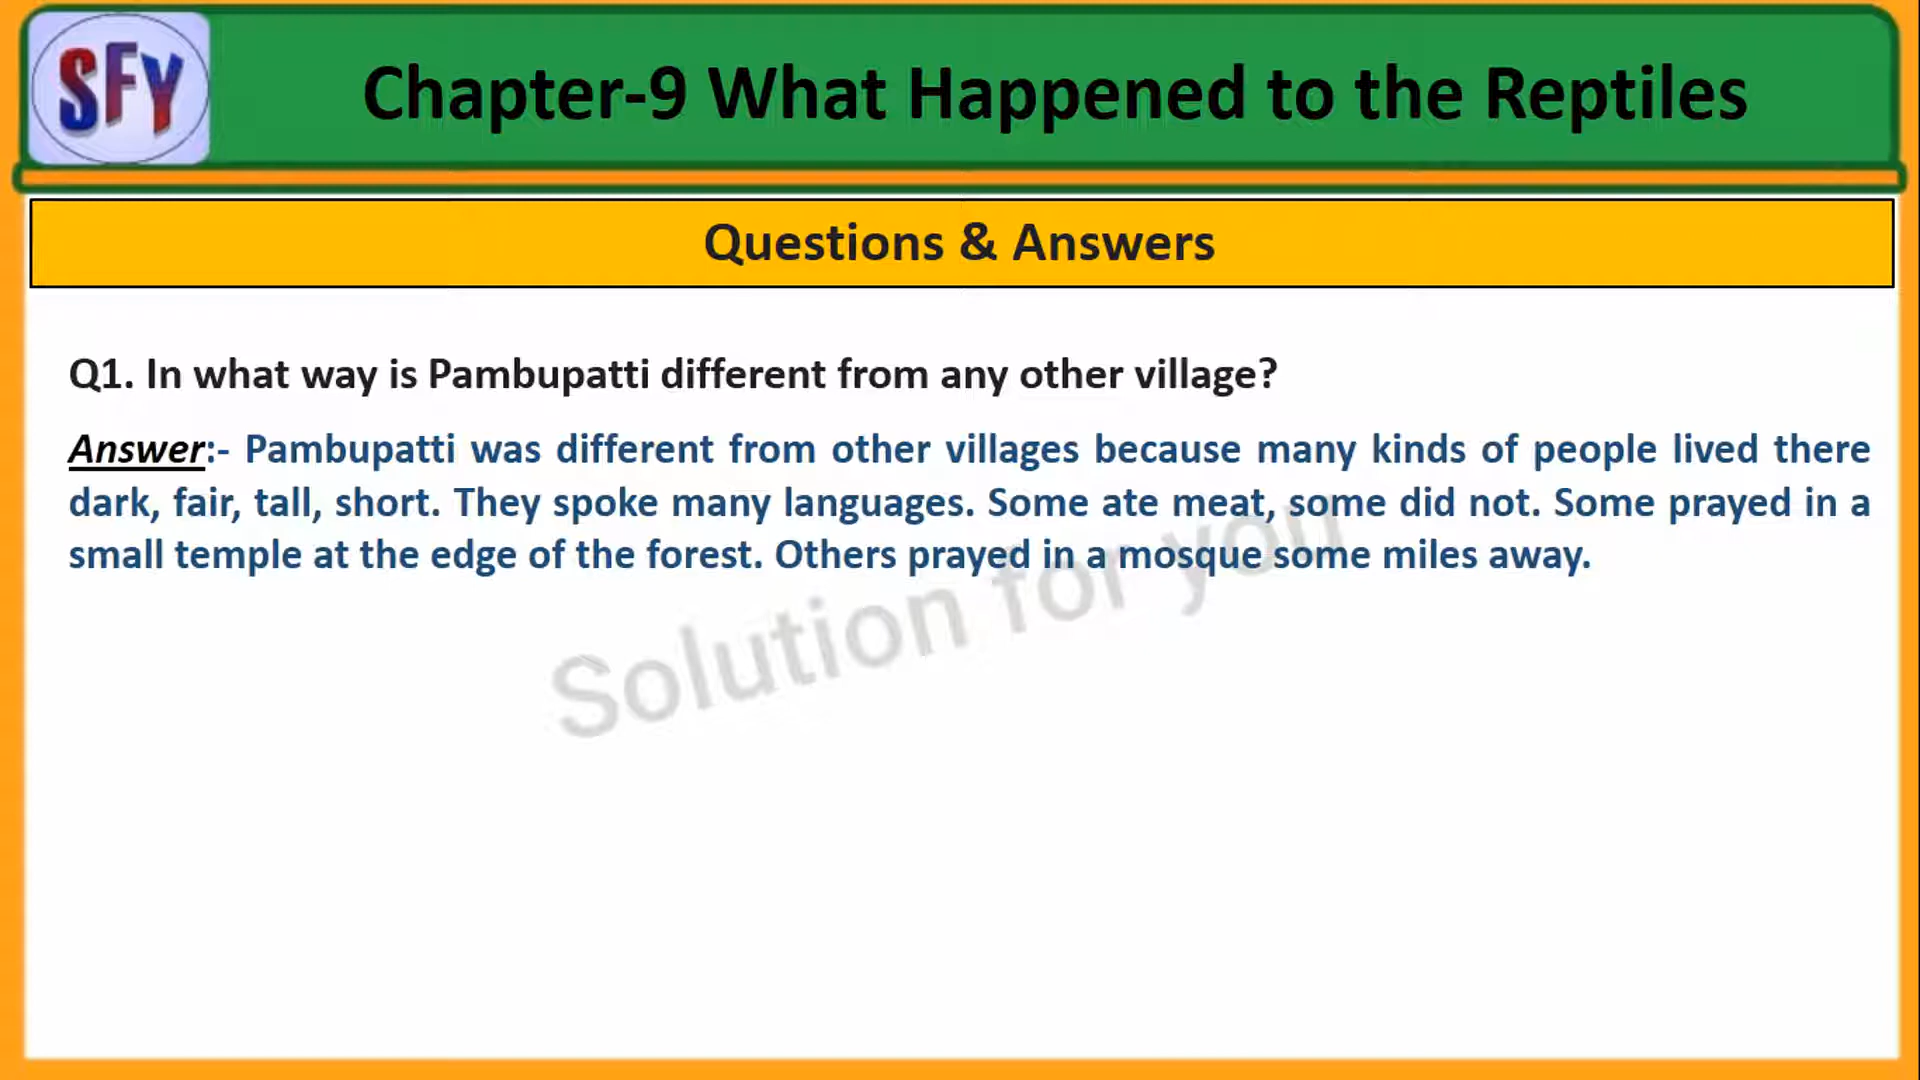 SFY
Chapter-9 What Happened to the Reptiles
Questions & Answers
Q1. In what way is Pambupatti different from any other village?
Answer:- Pambupatti was different from other villages because many kinds of people lived there
dark, fair, tall, short. They spoke many languages. Some ate meat, some did not. Some prayed in a
small temple at the edge of the forest. Others prayed in a mosque some miles away.
Solution for you